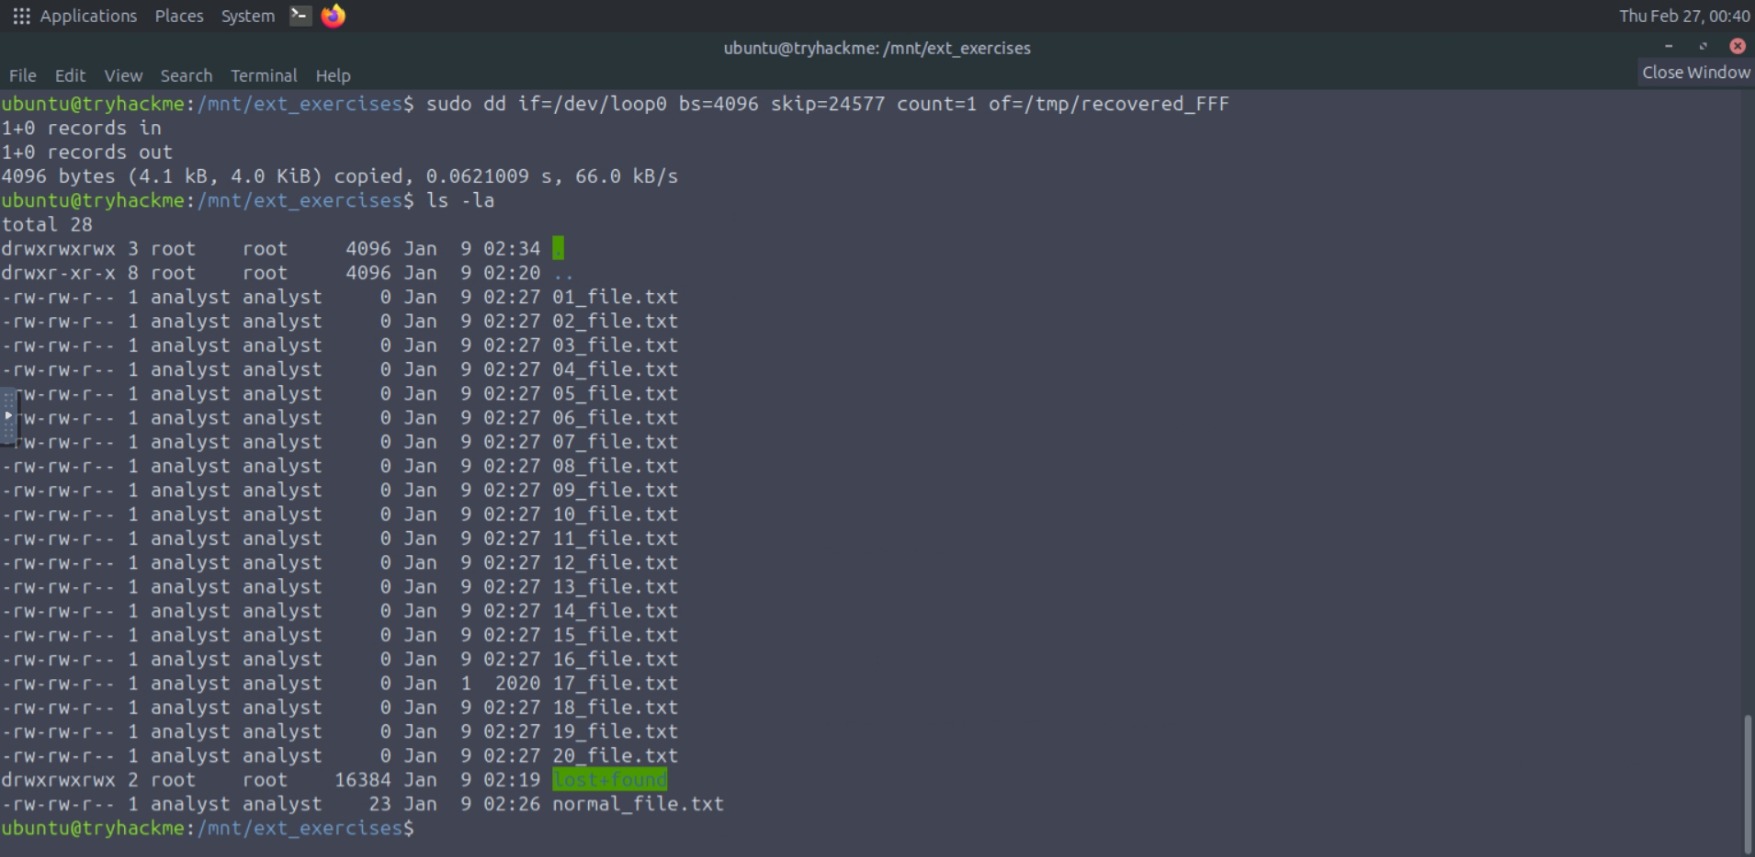 Applications Places System Thu Feb 27, 00:40
ubuntu@tryhackme: /mnt/ext_exercises
File Edit View Search Terminal Help Close Window
ubuntu@tryhackme:/mnt/ext_exercises$ sudo dd if=/dev/loop0 bs=4096 skip=24577 count=1 of=/tmp/recovered_FFF
1+0 records in
1+0 records out
4096 bytes (4.1 kB, 4.0 KiB) copied, 0.0621009 s, 66.0 kB/s
ubuntu@tryhackme:/mnt/ext_exercises$ ls -la
total 28
drwxrwxrwx 3 root root 4096 Jan 9 02:34 .
drwxr-xr-x 8 root root 4096 Jan 9 02:20 ..
-rw-rw-r-- 1 analyst analyst 0 Jan 9 02:27 01_file.txt
-rw-rw-r-- 1 analyst analyst 0 Jan 9 02:27 02_file.txt
-rw-rw-r-- 1 analyst analyst 0 Jan 9 02:27 03_file.txt
-rw-rw-r-- 1 analyst analyst 0 Jan 9 02:27 04_file.txt
rw-rw-r-- 1 analyst analyst 0 Jan 9 02:27 05_file.txt
rw-rw-r-- 1 analyst analyst 0 Jan 9 02:27 06_file.txt
rw-rw-r-- 1 analyst analyst 0 Jan 9 02:27 07_file.txt
-rw-rw-r-- 1 analyst analyst 0 Jan 9 02:27 08_file.txt
-rw-rw-r-- 1 analyst analyst 0 Jan 9 02:27 09_file.txt
-rw-rw-r-- 1 analyst analyst 0 Jan 9 02:27 10_file.txt
-rw-rw-r-- 1 analyst analyst 0 Jan 9 02:27 11_file.txt
-rw-rw-r-- 1 analyst analyst 0 Jan 9 02:27 12_file.txt
-rw-rw-r-- 1 analyst analyst 0 Jan 9 02:27 13_file.txt
-rw-rw-r-- 1 analyst analyst 0 Jan 9 02:27 14_file.txt
-rw-rw-r-- 1 analyst analyst 0 Jan 9 02:27 15_file.txt
-rw-rw-r-- 1 analyst analyst 0 Jan 9 02:27 16_file.txt
-rw-rw-r-- 1 analyst analyst 0 Jan 1 2020 17_file.txt
-rw-rw-r-- 1 analyst analyst 0 Jan 9 02:27 18_file.txt
-rw-rw-r-- 1 analyst analyst 0 Jan 9 02:27 19_file.txt
-rw-rw-r-- 1 analyst analyst 0 Jan 9 02:27 20_file.txt
drwxrwxrwx 2 root root 16384 Jan 9 02:19 lost+found
-rw-rw-r-- 1 analyst analyst 23 Jan 9 02:26 normal_file.txt
ubuntu@tryhackme:/mnt/ext_exercises$